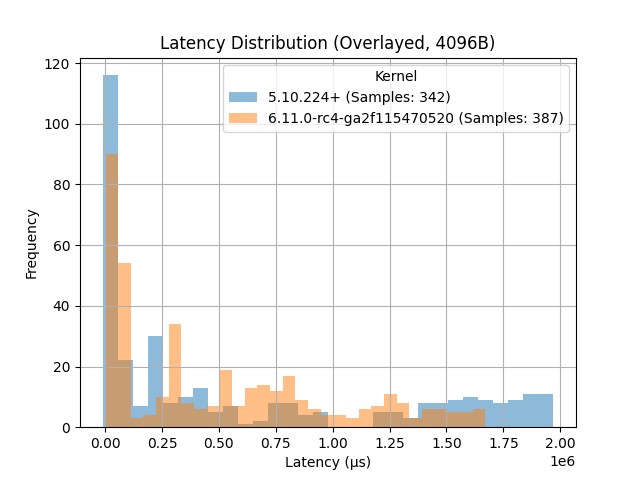 Latency Distribution (Overlayed, 4096B)
Kernel
5.10.224+ (Samples: 342)
6.11.0-rc4-ga2f115470520 (Samples: 387)
Frequency
120
100
80
60
40
20
0
0.00 0.25 0.50 0.75 1.00 1.25 1.50 1.75 2.00
1e6
Latency (µs)